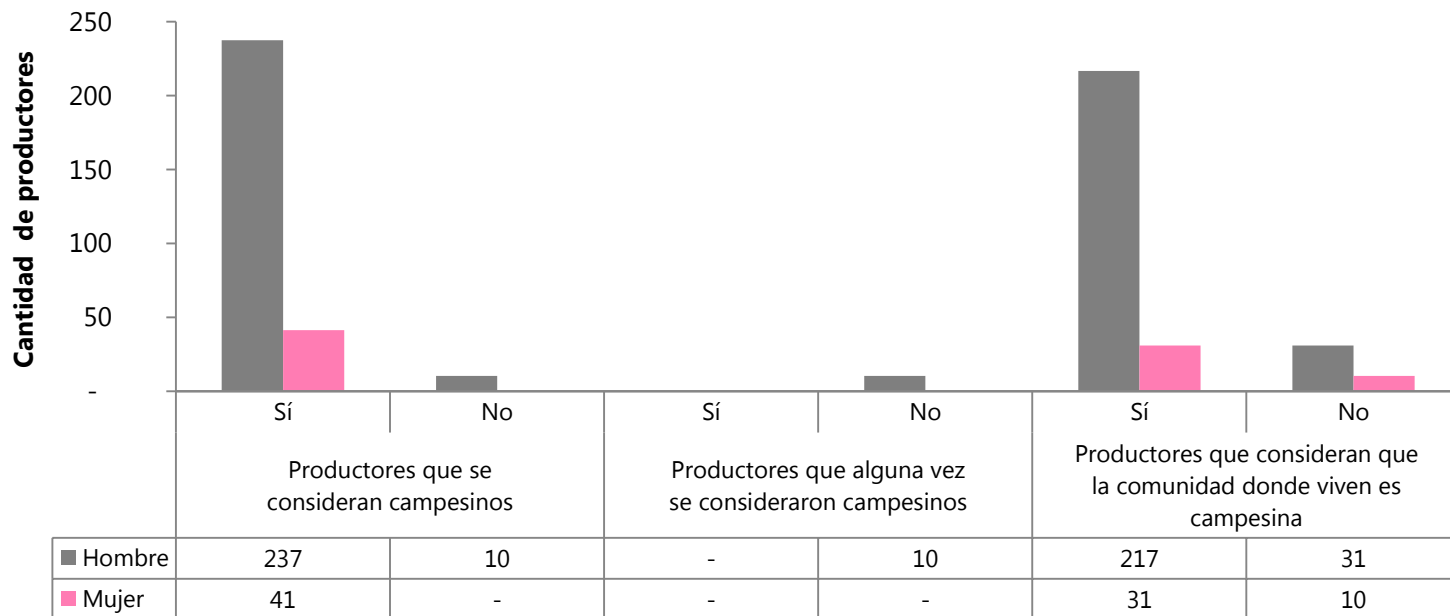 Cantidad de productores
250
200
150
100
50
-
Sí No Sí No Sí No
Productores que se
consideran campesinos
Productores que alguna vez
se consideraron campesinos
Productores que consideran que
la comunidad donde viven es
campesina
Hombre 237 10 - 10 217 31
Mujer 41 - - - 31 10